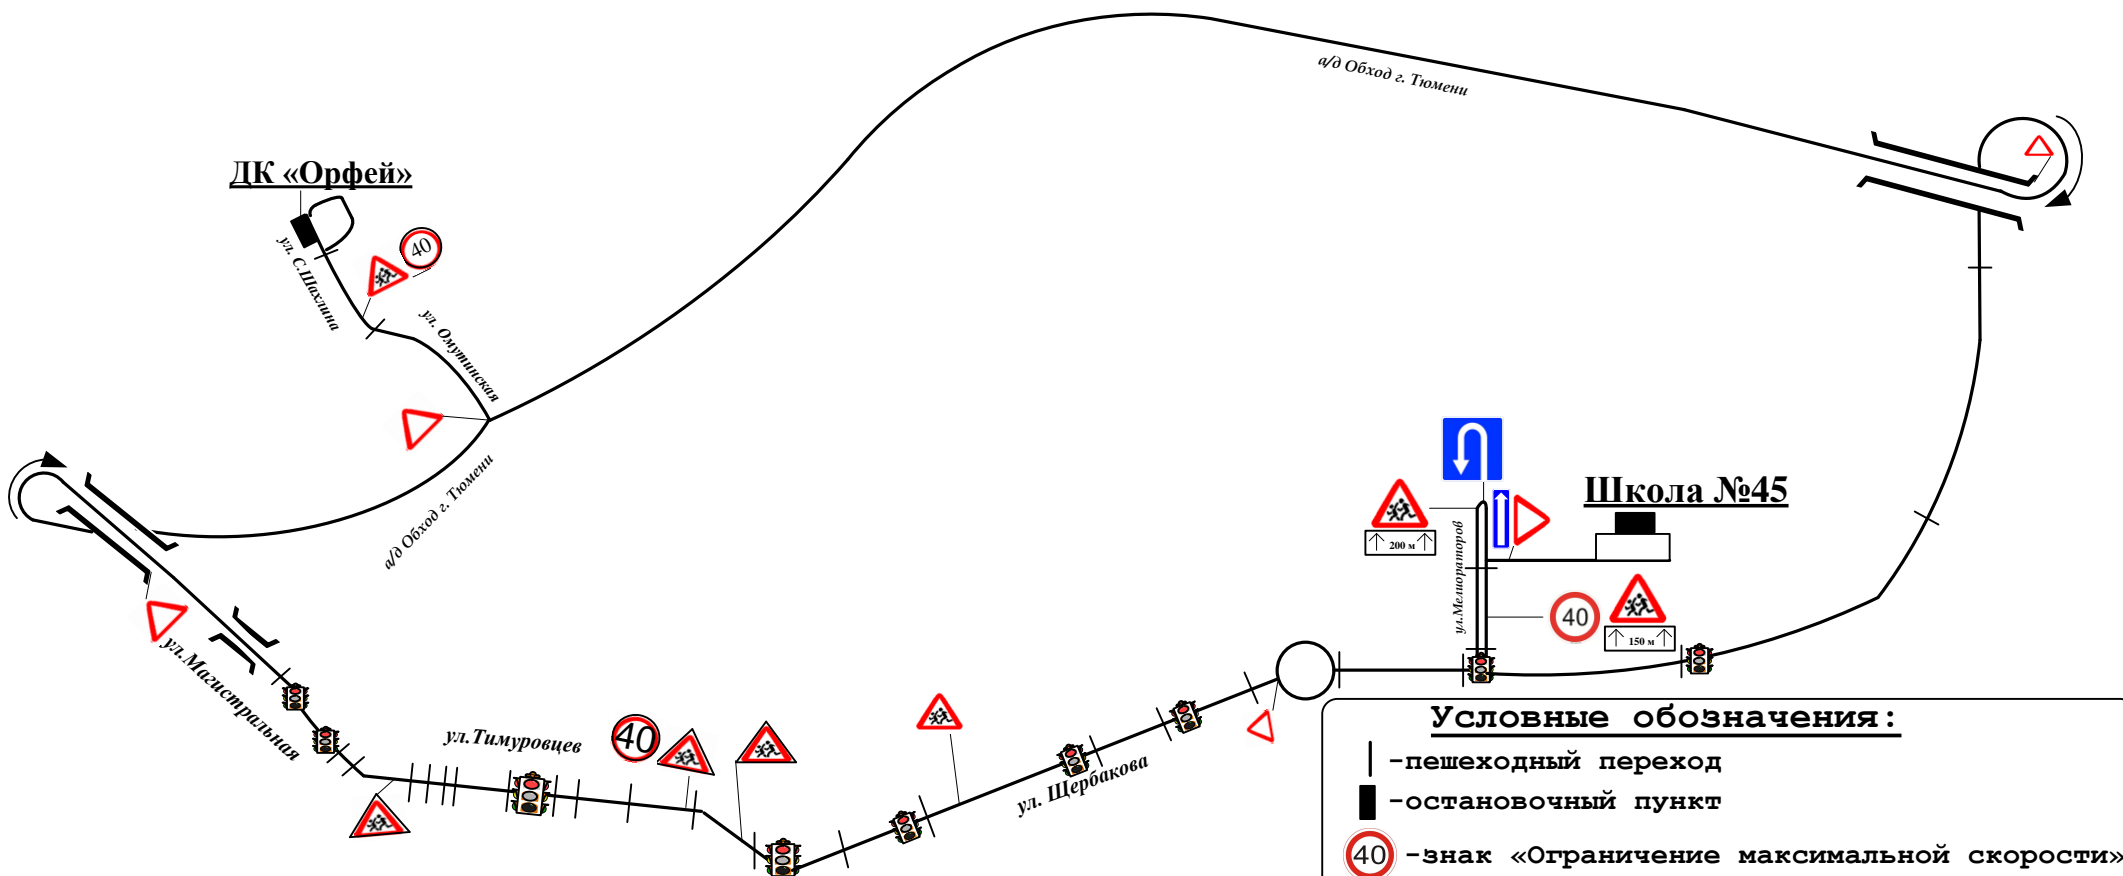 а/д Обход г. Тюмени
ДК «Орфей»
40
ул. С.Шахлина
ул. Омутинская
а/д Обход г. Тюмени
Школа №45
200 м
ул.Мелиораторов
40
150 м
ул.Магистральная
ул.Тимуровцев
40
ул. Щербакова
Условные обозначения:
-пешеходный переход
-остановочный пункт
40 -знак «Ограничение максимальной скорости»